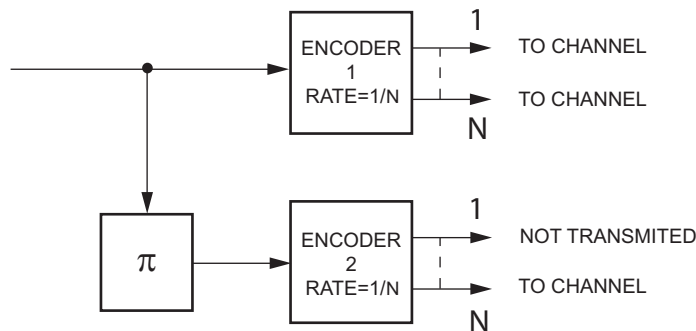 ENCODER
1
RATE=1/N
1
TO CHANNEL
TO CHANNEL
N
π
ENCODER
2
RATE=1/N
1
NOT TRANSMITED
TO CHANNEL
N